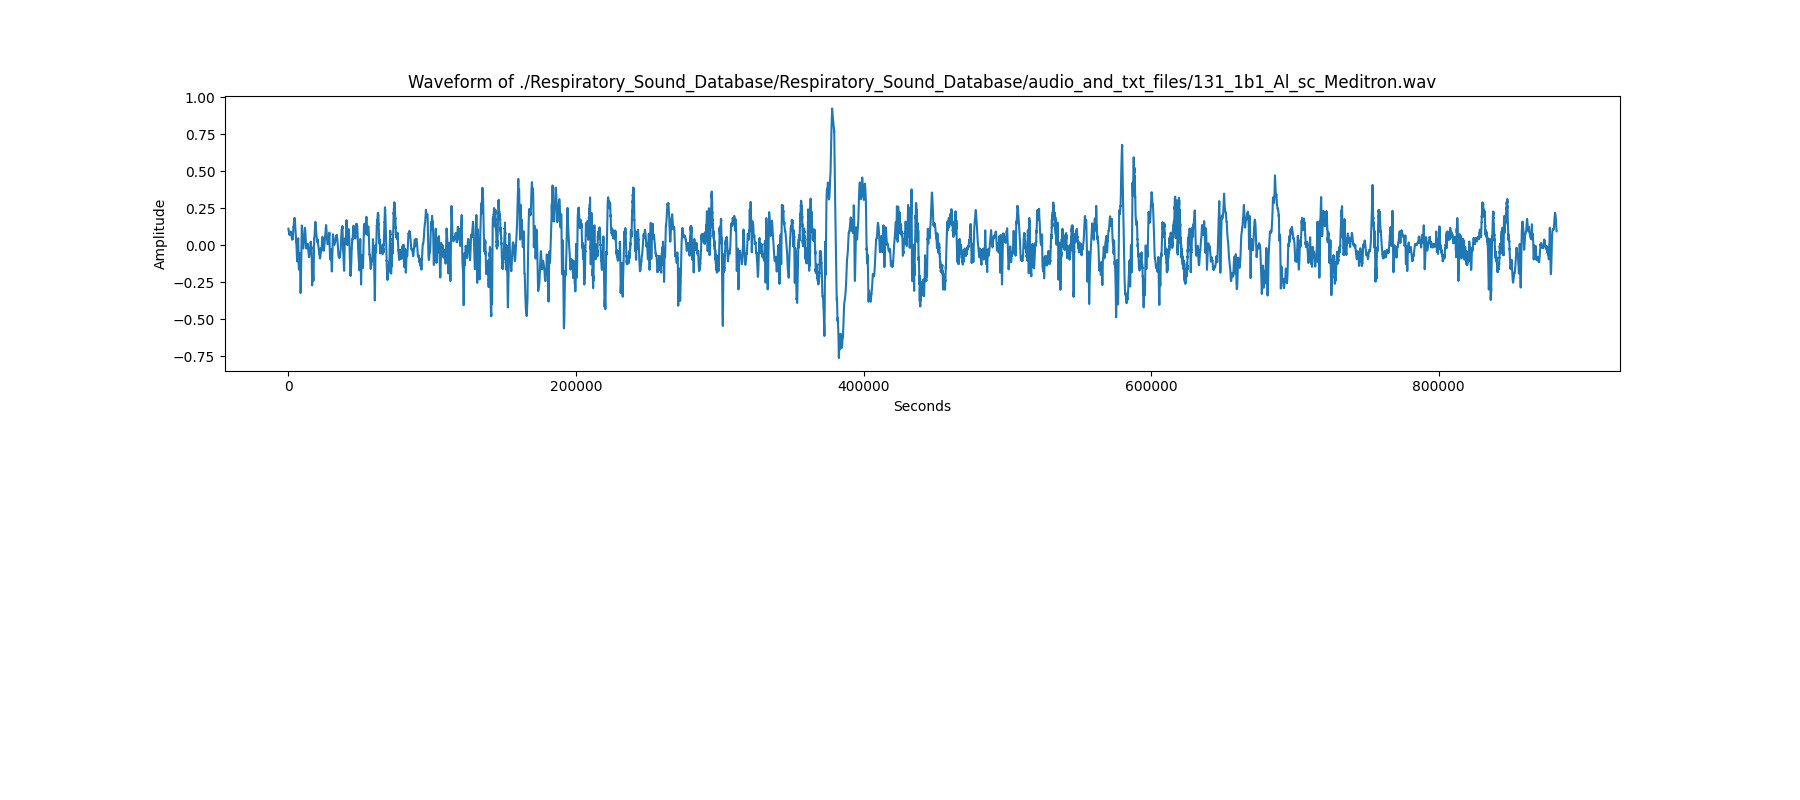 Waveform of ./Respiratory_Sound_Database/Respiratory_Sound_Database/audio_and_txt_files/131_1b1_Al_sc_Meditron.wav
1.00
0.75
0.50
0.25
0.00
−0.25
−0.50
−0.75
Amplitude
0 200000 400000 600000 800000
Seconds